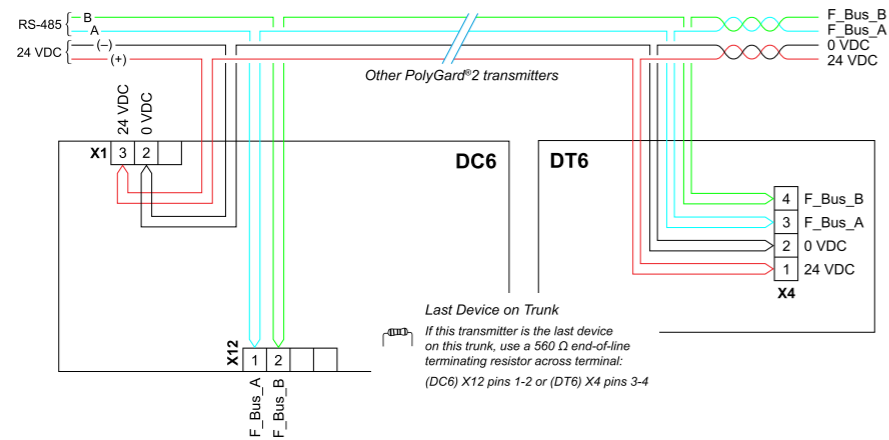 RS-485
B
A
24 VDC
(–)
(+)
F_Bus_B
F_Bus_A
0 VDC
24 VDC
Other PolyGard®2 transmitters
24 VDC
0 VDC
X1
3
2
DC6
DT6
4
F_Bus_B
3
F_Bus_A
2
0 VDC
1
24 VDC
X4
Last Device on Trunk
If this transmitter is the last device
on this trunk, use a 560 Ω end-of-line
terminating resistor across terminal:
(DC6) X12 pins 1-2 or (DT6) X4 pins 3-4
X12
1
2
F_Bus_A
F_Bus_B